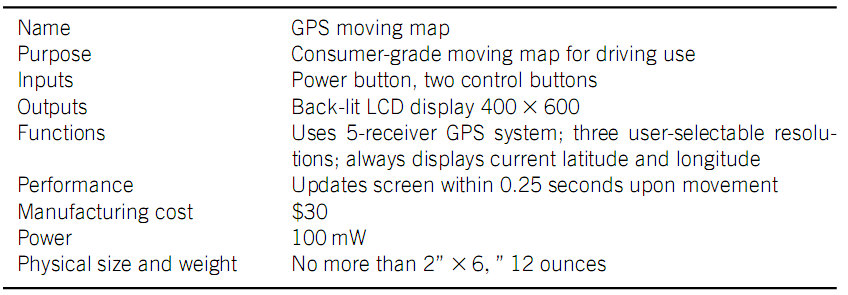 Name GPS moving map
Purpose Consumer-grade moving map for driving use
Inputs Power button, two control buttons
Outputs Back-lit LCD display 400 × 600
Functions Uses 5-receiver GPS system; three user-selectable resolu-
tions; always displays current latitude and longitude
Performance Updates screen within 0.25 seconds upon movement
Manufacturing cost $30
Power 100 mW
Physical size and weight No more than 2” × 6, ” 12 ounces